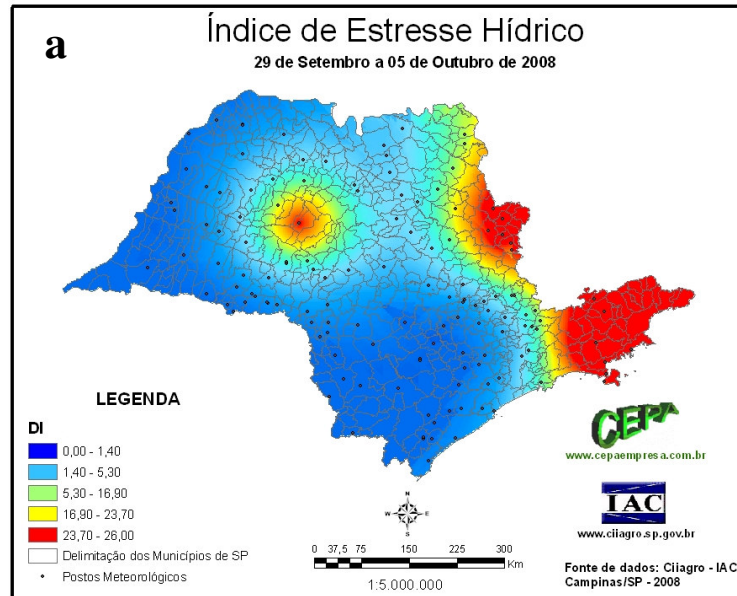 a
Índice de Estresse Hídrico
29 de Setembro a 05 de Outubro de 2008
LEGENDA
DI
0,00 - 1,40
1,40 - 5,30
5,30 - 16,90
16,90 - 23,70
23,70 - 26,00
Delimitação dos Municípios de SP
Postos Meteorológicos
N
W E
S
0 37,5 75 150 225 300
Km
1:5.000.000
CEPA
www.cepaempresa.com.br
IAC
www.ciiagro.sp.gov.br
Fonte de dados: Ciiagro - IAC
Campinas/SP - 2008